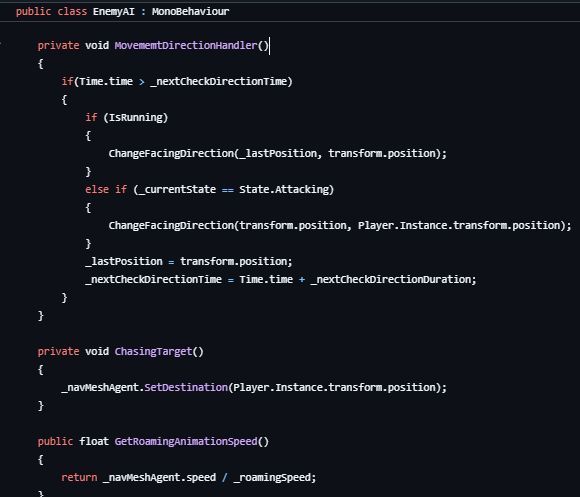 public class EnemyAI : MonoBehaviour
private void MovememtDirectionHandler()
{
if(Time.time > _nextCheckDirectionTime)
{
if (IsRunning)
{
ChangeFacingDirection(_lastPosition, transform.position);
}
else if (_currentState == State.Attacking)
{
ChangeFacingDirection(transform.position, Player.Instance.transform.position);
}
_lastPosition = transform.position;
_nextCheckDirectionTime = Time.time + _nextCheckDirectionDuration;
}
}
private void ChasingTarget()
{
_navMeshAgent.SetDestination(Player.Instance.transform.position);
}
public float GetRoamingAnimationSpeed()
{
return _navMeshAgent.speed / _roamingSpeed;
}